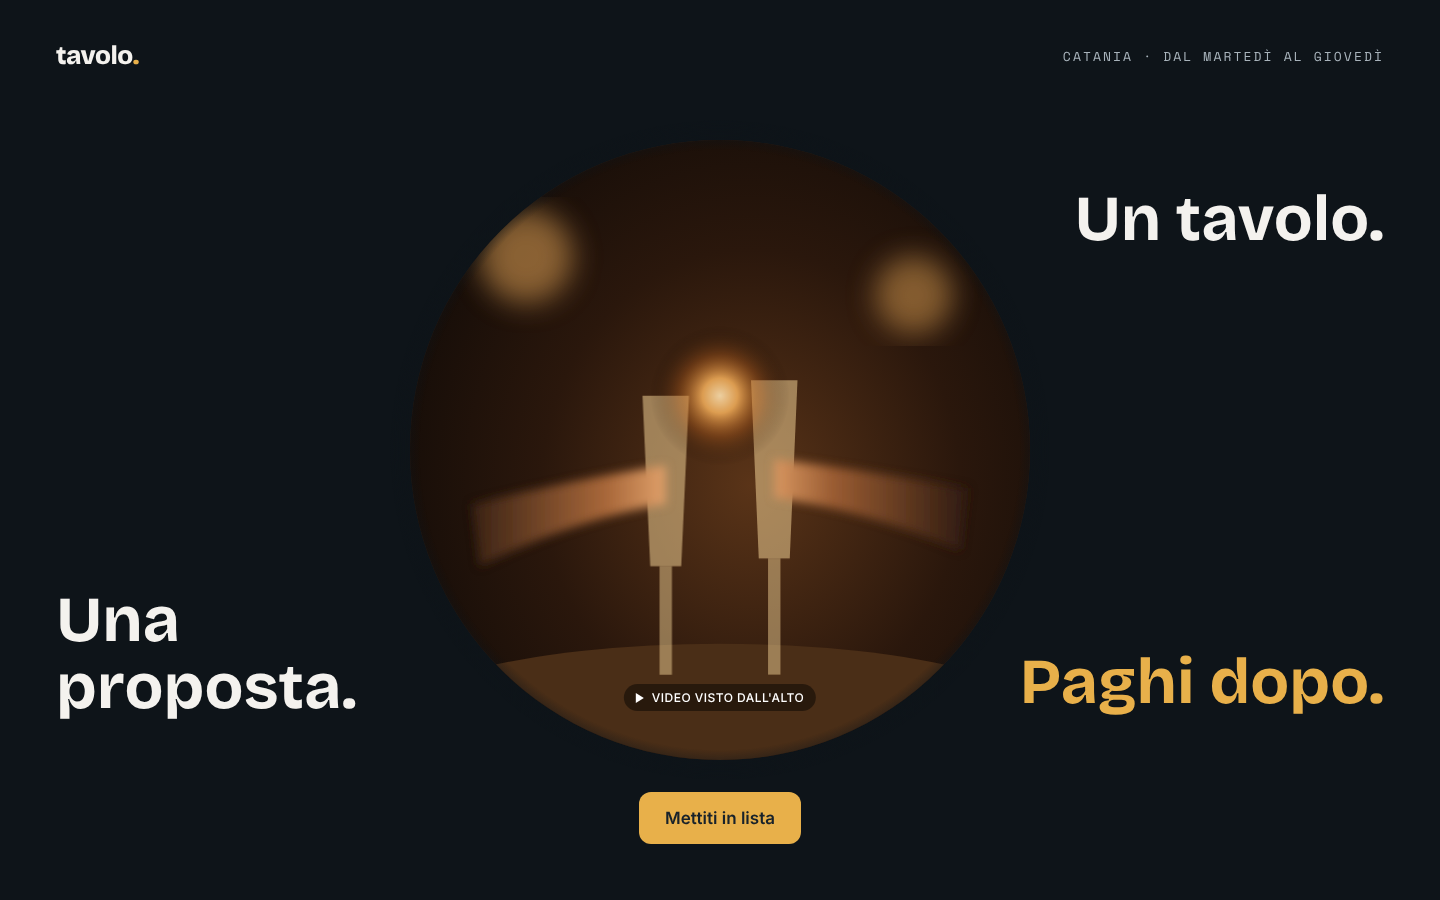 tavolo.
CATANIA · DAL MARTEDÌ AL GIOVEDÌ
Un tavolo.
Una
proposta.
Paghi dopo.
VIDEO VISTO DALL'ALTO
Mettiti in lista